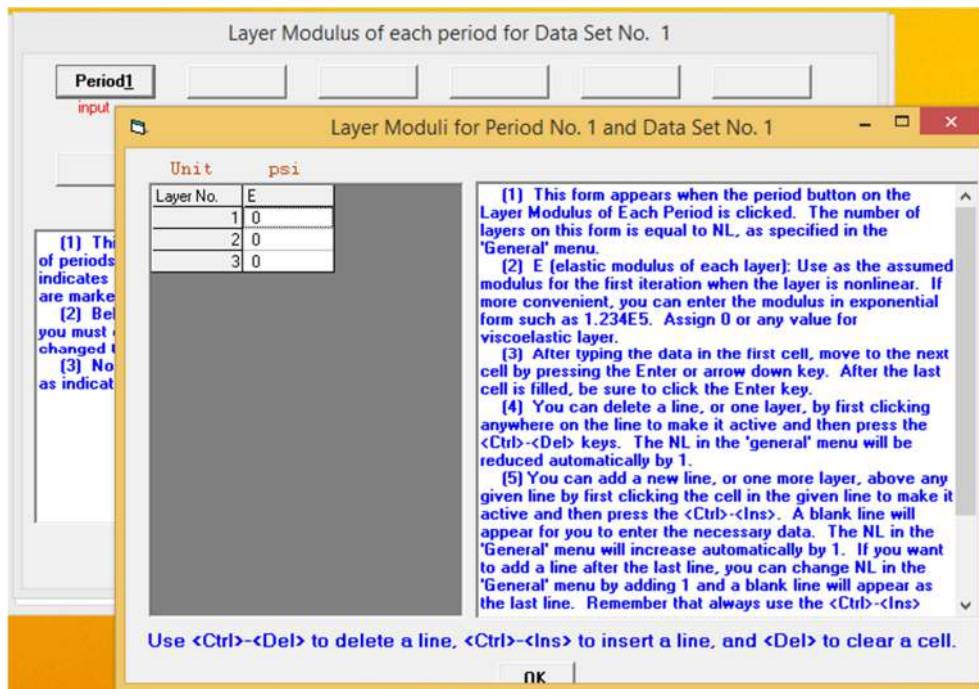 Layer Modulus of each period for Data Set No. 1
Period1
input
Layer Moduli for Period No. 1 and Data Set No. 1
Unit psi
Layer No. E
1 0
2 0
3 0
(1) Thi
of periods
indicates
are marke
(2) Bel
you must
changed t
(3) No
as indicat
(1) This form appears when the period button on the
Layer Modulus of Each Period is clicked. The number of
layers on this form is equal to NL, as specified in the
'General' menu.
(2) E (elastic modulus of each layer): Use as the assumed
modulus for the first iteration when the layer is nonlinear. If
more convenient, you can enter the modulus in exponential
form such as 1.234E5. Assign 0 or any value for
viscoelastic layer.
(3) After typing the data in the first cell, move to the next
cell by pressing the Enter or arrow down key. After the last
cell is filled, be sure to click the Enter key.
(4) You can delete a line, or one layer, by first clicking
anywhere on the line to make it active and then press the
<Ctrl>-<Del> keys. The NL in the 'general' menu will be
reduced automatically by 1.
(5) You can add a new line, or one more layer, above any
given line by first clicking the cell in the given line to make it
active and then press the <Ctrl>-<Ins>. A blank line will
appear for you to enter the necessary data. The NL in the
'General' menu will increase automatically by 1. If you want
to add a line after the last line, you can change NL in the
'General' menu by adding 1 and a blank line will appear as
the last line. Remember that always use the <Ctrl>-<Ins>
Use <Ctrl>-<Del> to delete a line, <Ctrl>-<Ins> to insert a line, and <Del> to clear a cell.
OK